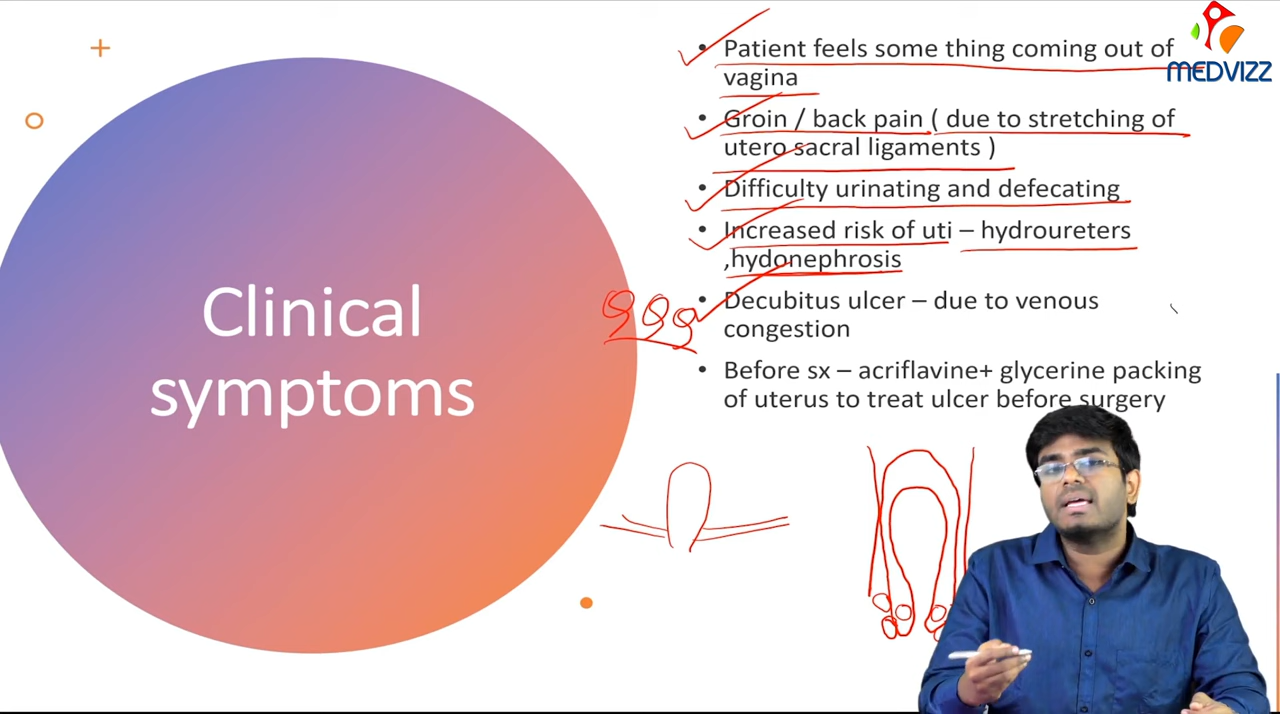 MEDVIZZ
Clinical
symptoms
• Patient feels some thing coming out of
vagina
• Groin / back pain ( due to stretching of
utero sacral ligaments )
• Difficulty urinating and defecating
• Increased risk of uti – hydroureters
,hydonephrosis
• Decubitus ulcer – due to venous
congestion
• Before sx – acriflavine+ glycerine packing
of uterus to treat ulcer before surgery